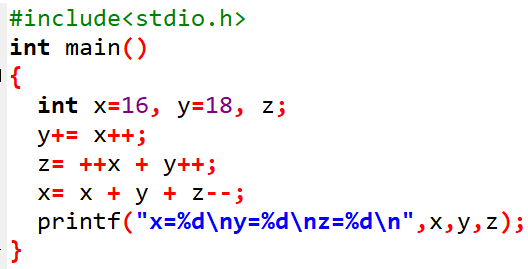 #include<stdio.h>
int main()
{
int x=16, y=18, z;
y+= x++;
z= ++x + y++;
x= x + y + z--;
printf("x=%d\ny=%d\nz=%d\n",x,y,z);
}